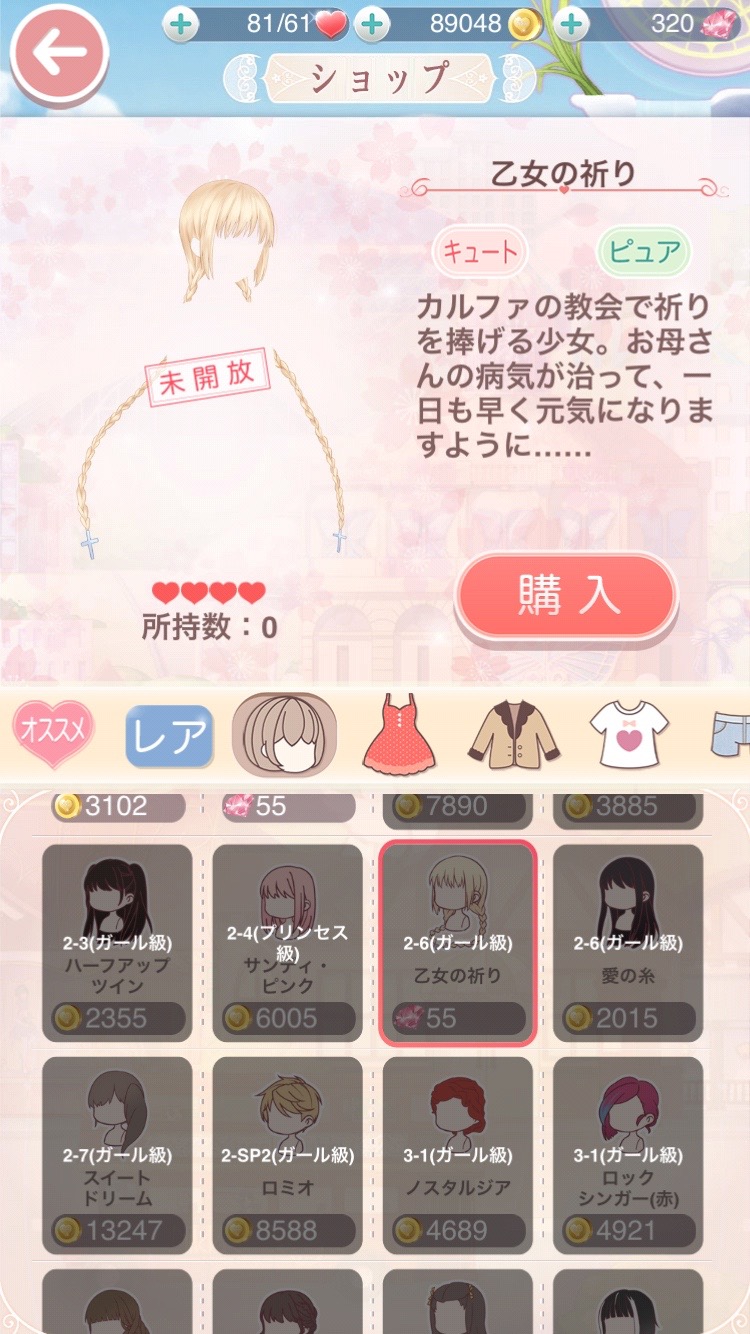 81/61
89048
320
ショップ
乙女の祈り
キュート
ピュア
カルファの教会で祈り
を捧げる少女。お母さ
んの病気が治って、一
日も早く元気になりま
すように……
未開放
所持数：0
購入
オススメ
レア
3102
55
7890
3885
2-3(ガール級)
ハーフアップ
ツイン
2355
2-4(プリンセス
級)
サンディ・
ピンク
6005
2-6(ガール級)
乙女の祈り
55
2-6(ガール級)
愛の糸
2015
2-7(ガール級)
スイート
ドリーム
13247
2-SP2(ガール級)
ロミオ
8588
3-1(ガール級)
ノスタルジア
4689
3-1(ガール級)
ロック
シンガー(赤)
4921